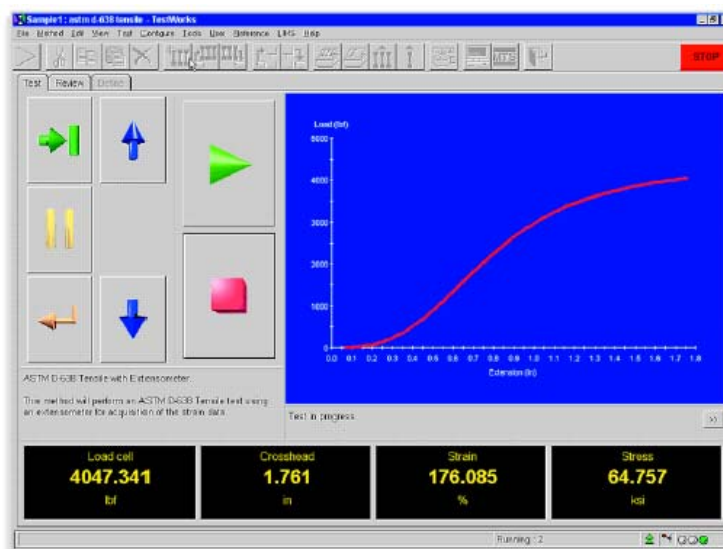 Sample1 : astm d-638 tensile - TestWorks
File Method Edit View Test Configure Tools User Reference LIMS Help
MTS
STOP
Test Review Define
Load (lbf)
5000
4000
3000
2000
1000
0
0.0 0.1 0.2 0.3 0.4 0.5 0.6 0.7 0.8 0.9 1.0 1.1 1.2 1.3 1.4 1.5 1.6 1.7 1.8
Extension (in)
ASTM D-638 Tensile with Extensometer.
This method will perform an ASTM D-638 Tensile test using
an extensometer for acquisition of the strain data.
Test in progress
>>
Load cell
4047.341
lbf
Crosshead
1.761
in
Strain
176.085
%
Stress
64.757
ksi
Running : 2